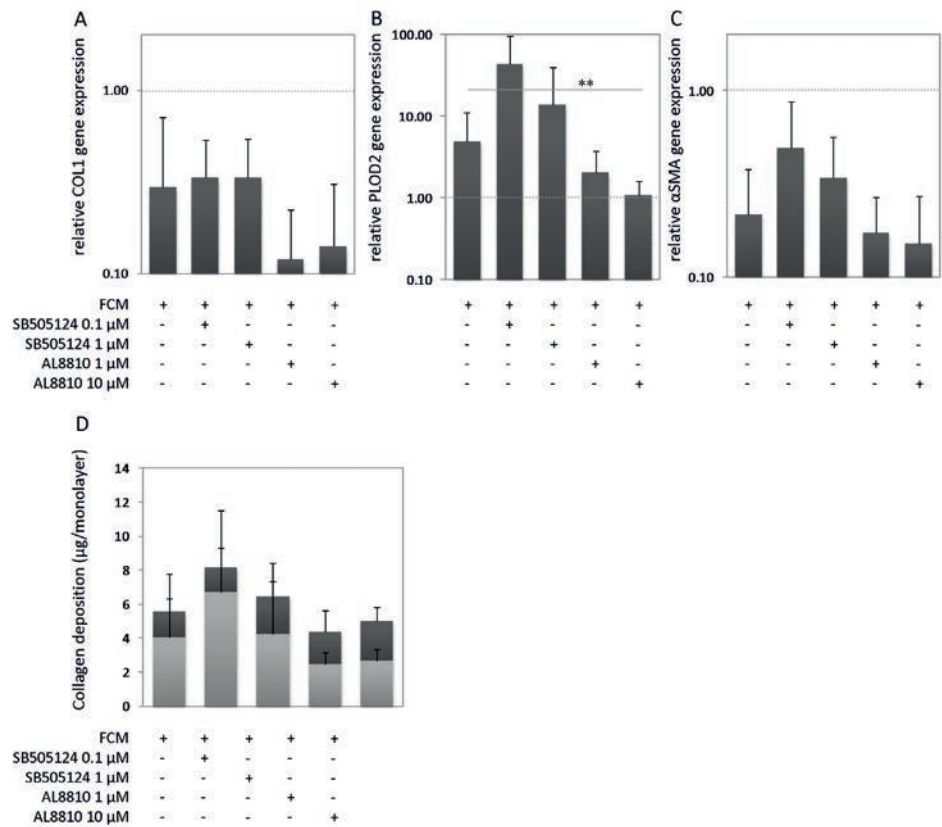 A
B
C
relative COL1 gene expression
1.00
0.10
relative PLOD2 gene expression
100.00
10.00
1.00
0.10
**
relative αSMA gene expression
1.00
0.10
FCM + + + + + + + + + + + + + + +
SB505124 0.1 μM - + - - - - + - - - - + - - -
SB505124 1 μM - - + - - - - + - - - - + - -
AL8810 1 μM - - - + - - - - + - - - - + -
AL8810 10 μM - - - - + - - - - + - - - - +
D
Collagen deposition (μg/monolayer)
14
12
10
8
6
4
2
0
FCM + + + + +
SB505124 0.1 μM - + - - -
SB505124 1 μM - - + - -
AL8810 1 μM - - - + -
AL8810 10 μM - - - - +